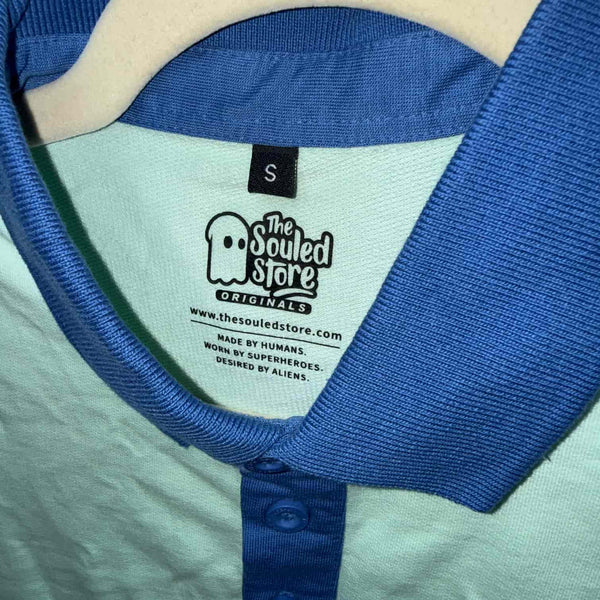 S
The
Souled
Store
ORIGINALS
www.thesouledstore.com
MADE BY HUMANS.
WORN BY SUPERHEROES.
DESIRED BY ALIENS.